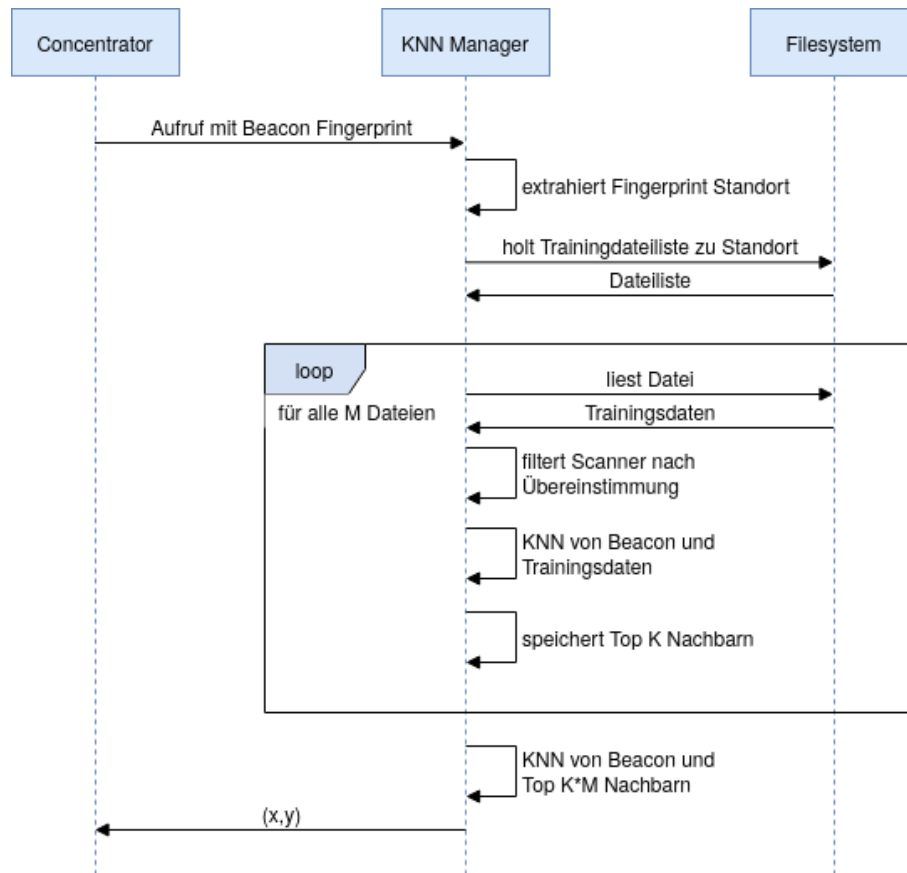 Concentrator
KNN Manager
Filesystem
Aufruf mit Beacon Fingerprint
extrahiert Fingerprint Standort
holt Trainingdateiliste zu Standort
Dateiliste
loop
für alle M Dateien
liest Datei
Trainingsdaten
filtert Scanner nach
Übereinstimmung
KNN von Beacon und
Trainingsdaten
speichert Top K Nachbarn
KNN von Beacon und
Top K*M Nachbarn
(x,y)